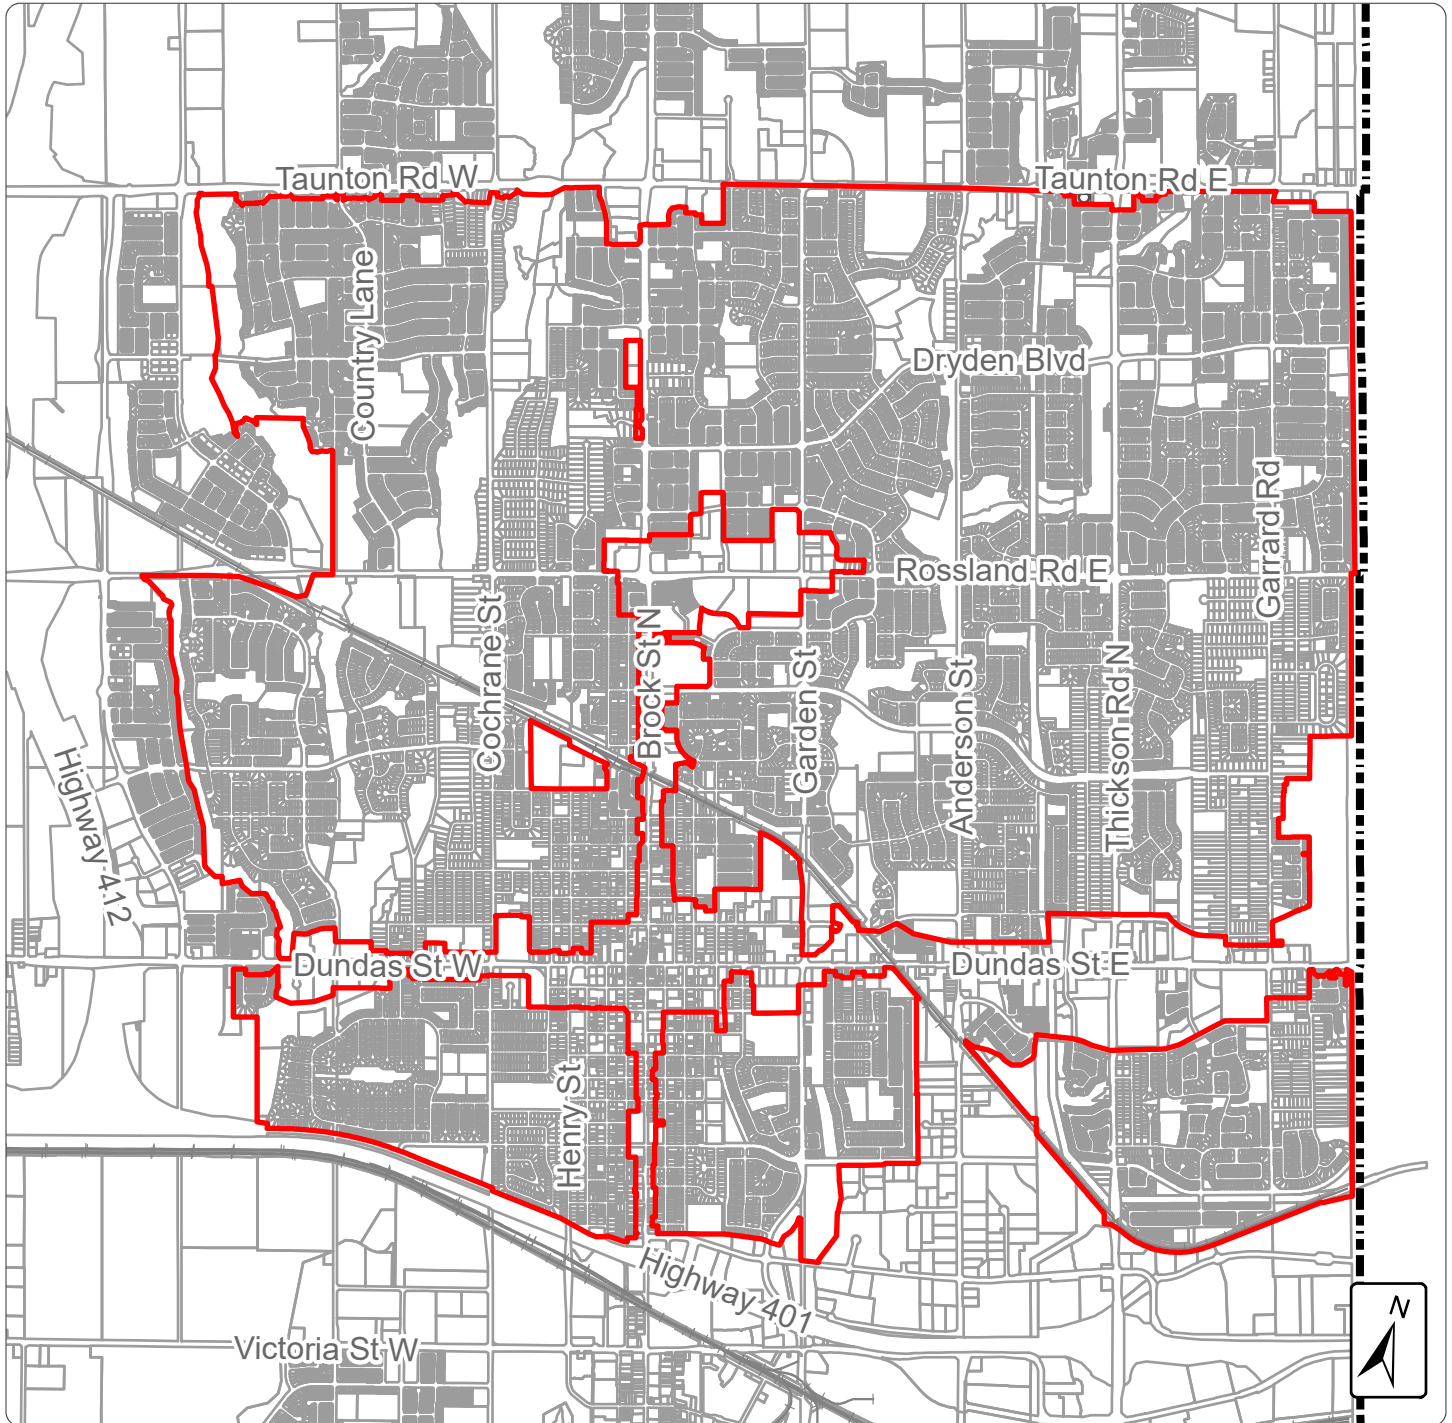 Taunton Rd W
Taunton Rd E
Country Lane
Dryden Blvd
Garrard Rd
Rossland Rd E
Cochrane St
Brock St N
Garden St
Anderson St
Thickson Rd N
Highway 412
Dundas St W
Dundas St E
Henry St
Highway 401
Victoria St W
N